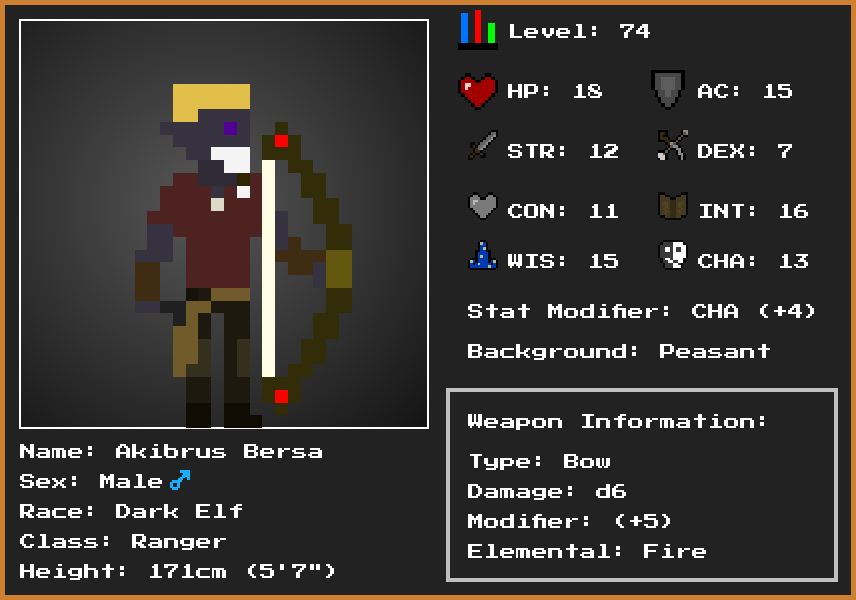 Level: 74
HP: 18 AC: 15
STR: 12 DEX: 7
CON: 11 INT: 16
WIS: 15 CHA: 13
Stat Modifier: CHA (+4)
Background: Peasant
Weapon Information:
Type: Bow
Damage: d6
Modifier: (+5)
Elemental: Fire
Name: Akibrus Bersa
Sex: Male ♂
Race: Dark Elf
Class: Ranger
Height: 171cm (5'7")